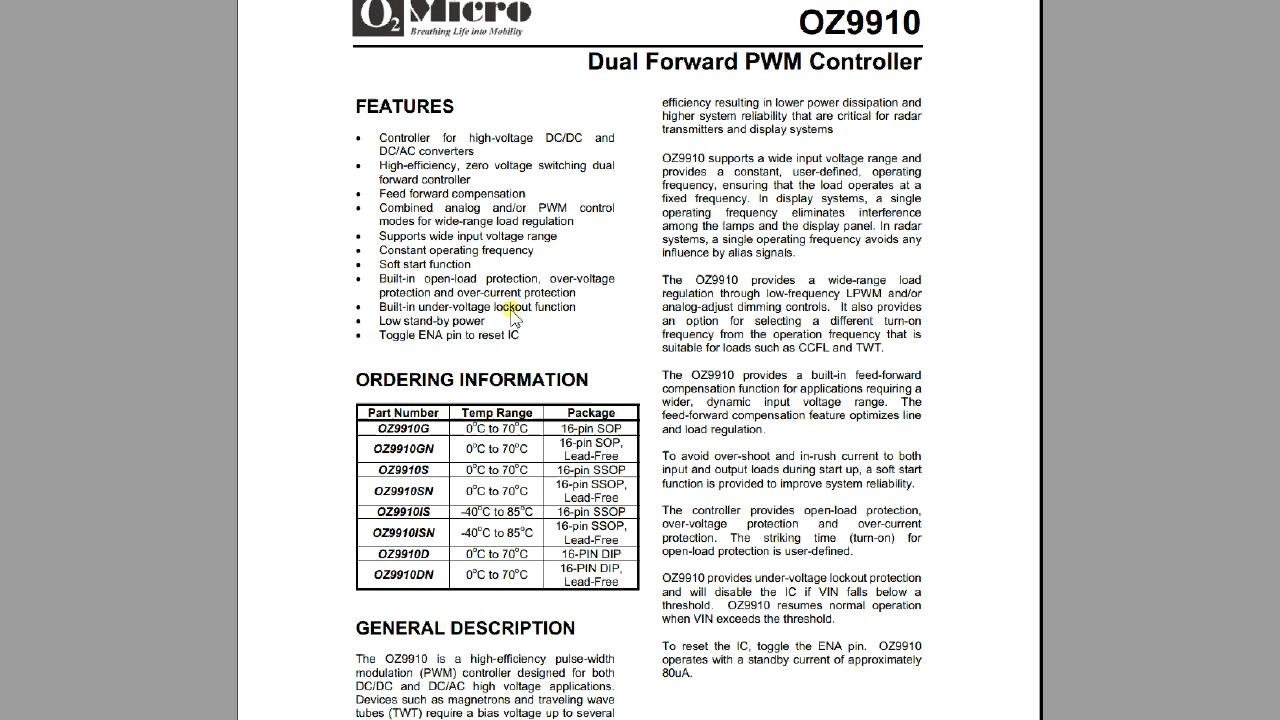 O2 Micro
Breathing Life into Mobility
OZ9910
Dual Forward PWM Controller
FEATURES
• Controller for high-voltage DC/DC and
DC/AC converters
• High-efficiency, zero voltage switching dual
forward controller
• Feed forward compensation
• Combined analog and/or PWM control
modes for wide-range load regulation
• Supports wide input voltage range
• Constant operating frequency
• Soft start function
• Built-in open-load protection, over-voltage
protection and over-current protection
• Built-in under-voltage lockout function
• Low stand-by power
• Toggle ENA pin to reset IC
ORDERING INFORMATION
Part Number Temp Range Package
OZ9910G 0°C to 70°C 16-pin SOP
OZ9910GN 0°C to 70°C 16-pin SOP,
Lead-Free
OZ9910S 0°C to 70°C 16-pin SSOP
OZ9910SN 0°C to 70°C 16-pin SSOP,
Lead-Free
OZ9910IS -40°C to 85°C 16-pin SSOP
OZ9910ISN -40°C to 85°C 16-pin SSOP,
Lead-Free
OZ9910D 0°C to 70°C 16-PIN DIP
OZ9910DN 0°C to 70°C 16-PIN DIP,
Lead-Free
GENERAL DESCRIPTION
The OZ9910 is a high-efficiency pulse-width
modulation (PWM) controller designed for both
DC/DC and DC/AC high voltage applications.
Devices such as magnetrons and traveling wave
tubes (TWT) require a bias voltage up to several
efficiency resulting in lower power dissipation and
higher system reliability that are critical for radar
transmitters and display systems
OZ9910 supports a wide input voltage range and
provides a constant, user-defined, operating
frequency, ensuring that the load operates at a
fixed frequency. In display systems, a single
operating frequency eliminates interference
among the lamps and the display panel. In radar
systems, a single operating frequency avoids any
influence by alias signals.
The OZ9910 provides a wide-range load
regulation through low-frequency LPWM and/or
analog-adjust dimming controls. It also provides
an option for selecting a different turn-on
frequency from the operation frequency that is
suitable for loads such as CCFL and TWT.
The OZ9910 provides a built-in feed-forward
compensation function for applications requiring a
wider, dynamic input voltage range. The
feed-forward compensation feature optimizes line
and load regulation.
To avoid over-shoot and in-rush current to both
input and output loads during start up, a soft start
function is provided to improve system reliability.
The controller provides open-load protection,
over-voltage protection and over-current
protection. The striking time (turn-on) for
open-load protection is user-defined.
OZ9910 provides under-voltage lockout protection
and will disable the IC if VIN falls below a
threshold. OZ9910 resumes normal operation
when VIN exceeds the threshold.
To reset the IC, toggle the ENA pin. OZ9910
operates with a standby current of approximately
80uA.